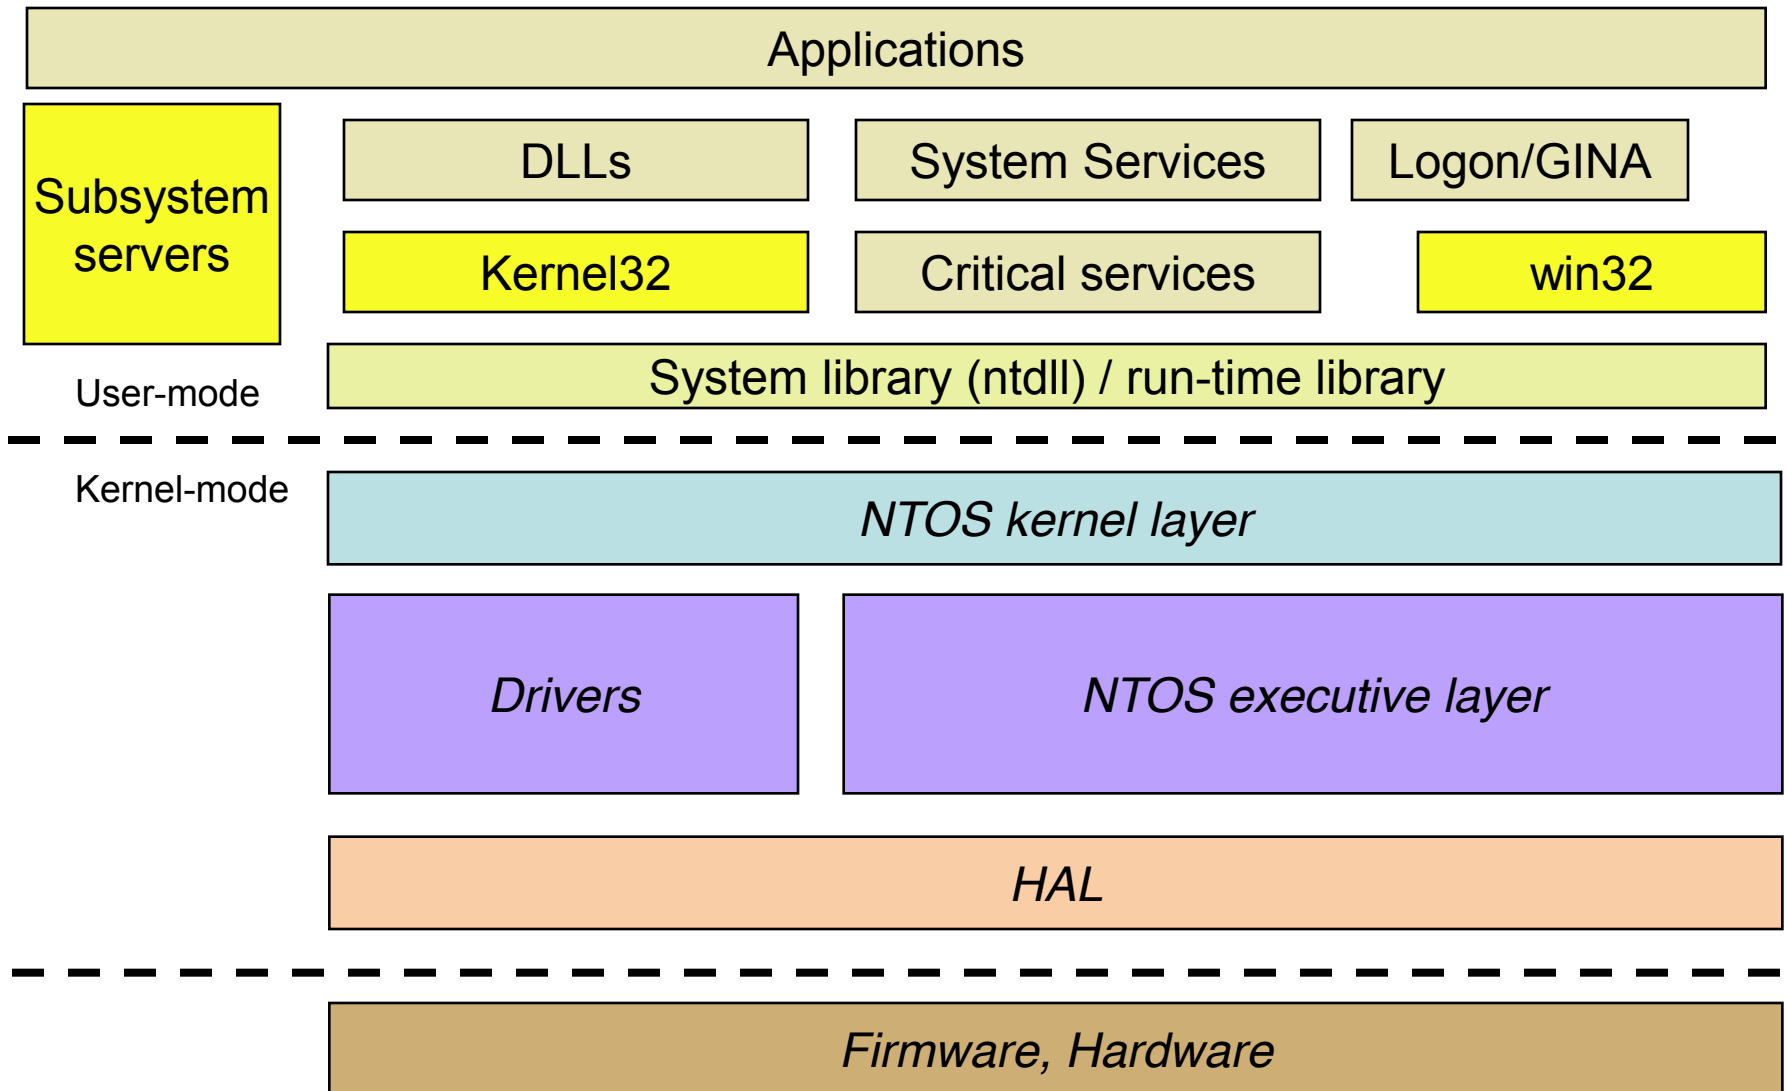 Applications
Subsystem
servers
DLLs
System Services
Logon/GINA
Kernel32
Critical services
win32
System library (ntdll) / run-time library
User-mode
Kernel-mode
NTOS kernel layer
Drivers
NTOS executive layer
HAL
Firmware, Hardware